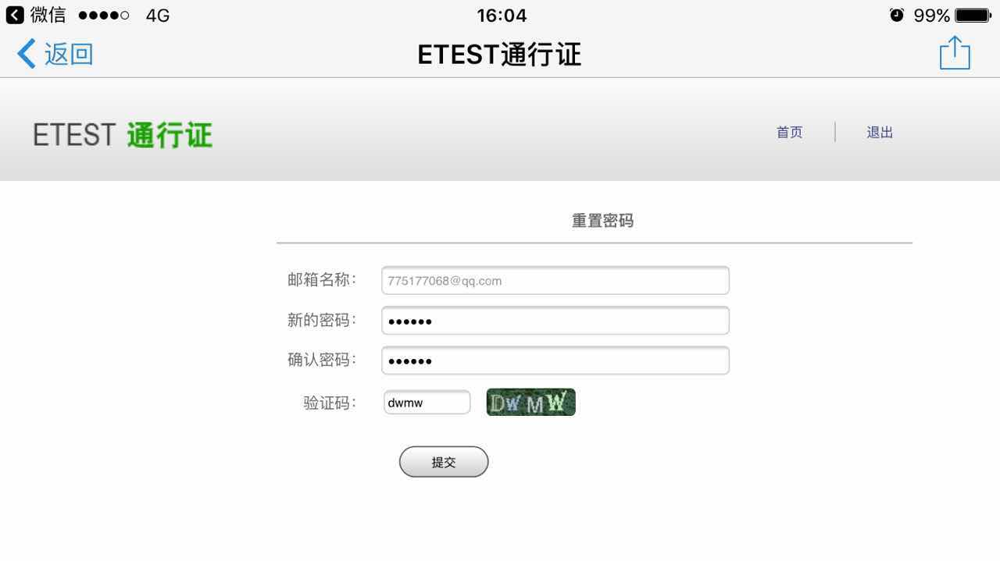 微信 4G 16:04 99%
返回 ETEST通行证
ETEST 通行证 首页 退出
重置密码
邮箱名称: 775177068@qq.com
新的密码: ••••••
确认密码: ••••••
验证码: dwmw DWMW
提交